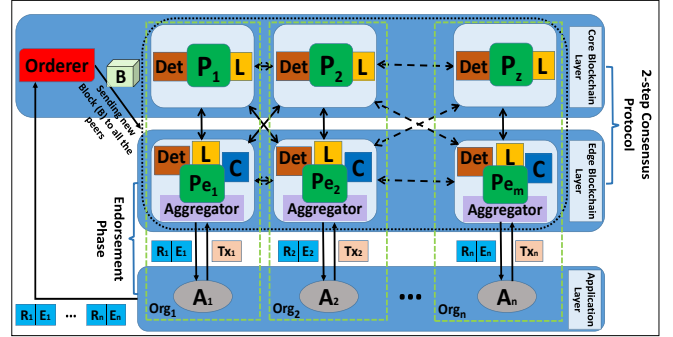 Orderer
B
Sending new
Block (B) to all the
peers
Det
P1
L
Det
P2
L
Det
Pz
L
Core Blockchain
Layer
2-step Consensus
Protocol
Det
L
C
Pe1
Aggregator
Det
L
C
Pe2
Aggregator
Det
L
C
Pem
Aggregator
Edge Blockchain
Layer
Endorsement
Phase
R1 E1
Tx1
R2 E2
Tx2
Rn En
Txn
A1
Org1
A2
Org2
...
An
Orgn
Application
Layer
R1 E1 ... Rn En